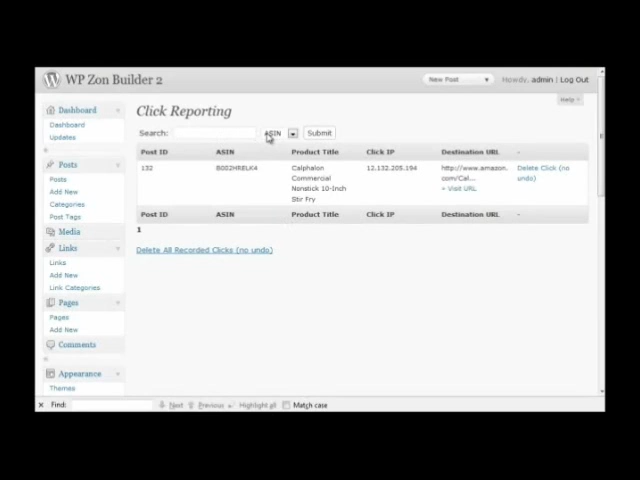 WP Zon Builder 2
New Post
Howdy, admin | Log Out
Help
Dashboard
Dashboard
Updates
Posts
Posts
Add New
Categories
Post Tags
Media
Links
Links
Add New
Link Categories
Pages
Pages
Add New
Comments
Appearance
Themes
Click Reporting
Search: ASIN Submit
Post ID ASIN Product Title Click IP Destination URL -
132 B002HRELK4 Calphalon 12.132.205.194 http://www.amazon. Delete Click (no
Commercial com/Cal... undo)
Nonstick 10-Inch + Visit URL
Stir Fry
Post ID ASIN Product Title Click IP Destination URL -
1
Delete All Recorded Clicks (no undo)
Find: Next Previous Highlight all Match case